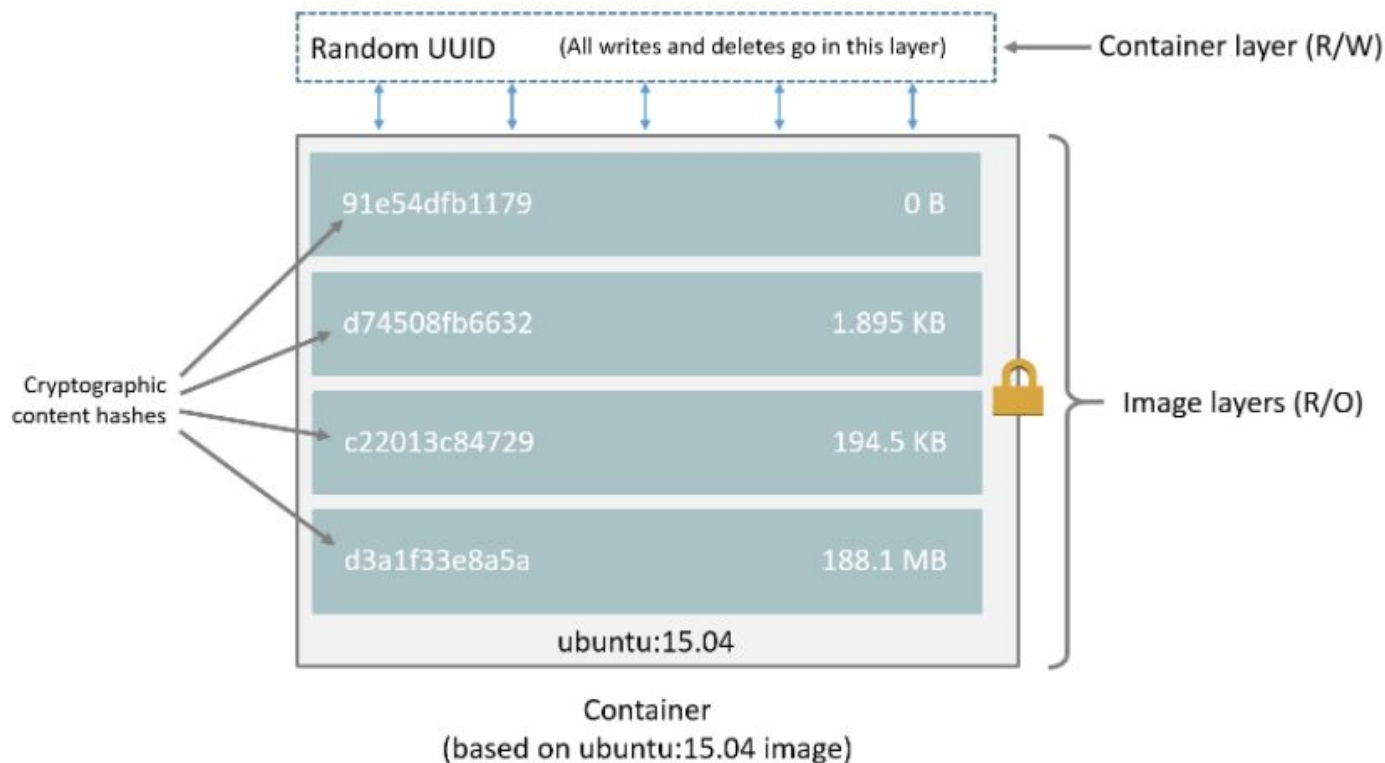 Random UUID (All writes and deletes go in this layer)
Container layer (R/W)
91e54dfb1179 0 B
d74508fb6632 1.895 KB
Cryptographic
content hashes
c22013c84729 194.5 KB
Image layers (R/O)
d3a1f33e8a5a 188.1 MB
ubuntu:15.04
Container
(based on ubuntu:15.04 image)